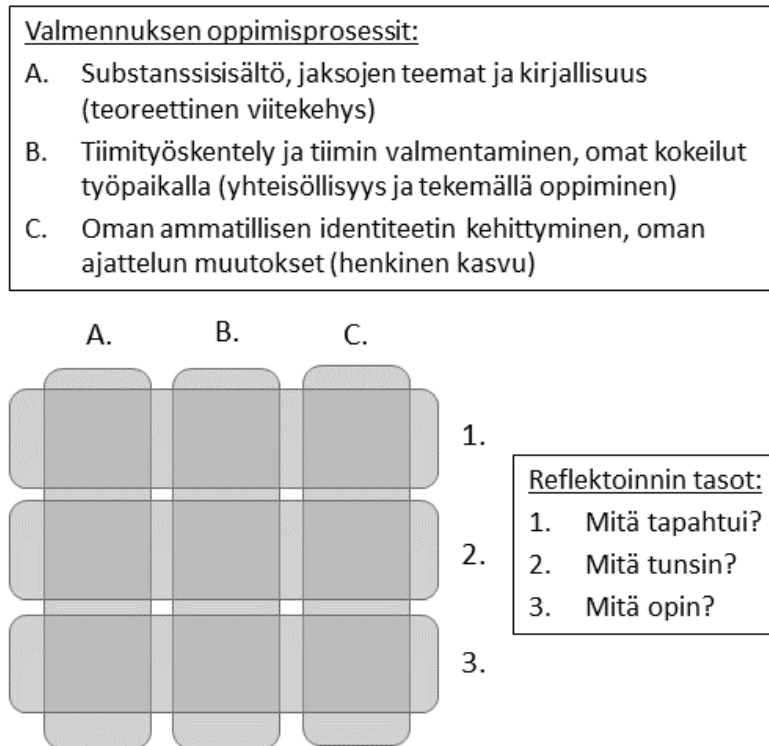 Valmennuksen oppimisprosessit:
A. Substanssisisältö, jaksojen teemat ja kirjallisuus
(teoreettinen viitekehys)
B. Tiimityöskentely ja tiimin valmentaminen, omat kokeilut
työpaikalla (yhteisöllisyys ja tekemällä oppiminen)
C. Oman ammatillisen identiteetin kehittyminen, oman
ajattelun muutokset (henkinen kasvu)
A. B. C.
1.
2.
3.
Reflektoinnin tasot:
1. Mitä tapahtui?
2. Mitä tunsin?
3. Mitä opin?